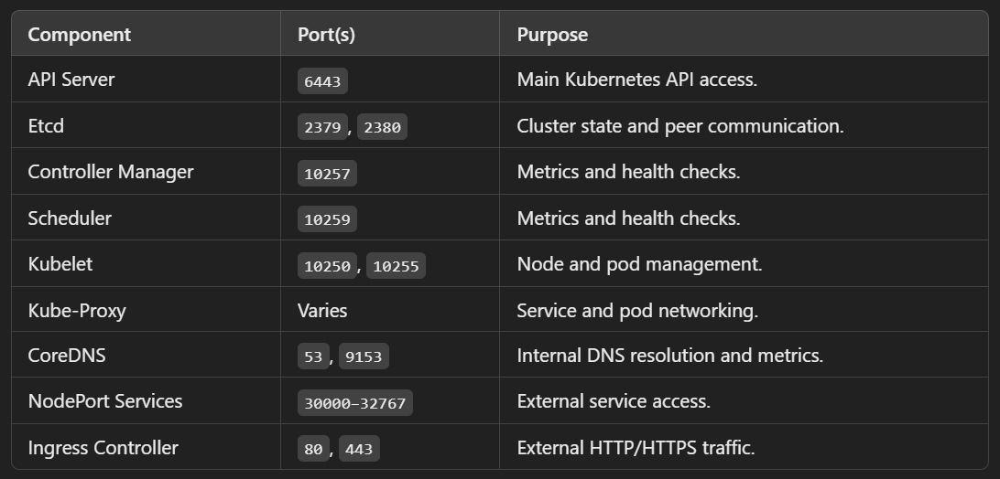 Component Port(s) Purpose
API Server 6443 Main Kubernetes API access.
Etcd 2379, 2380 Cluster state and peer communication.
Controller Manager 10257 Metrics and health checks.
Scheduler 10259 Metrics and health checks.
Kubelet 10250, 10255 Node and pod management.
Kube-Proxy Varies Service and pod networking.
CoreDNS 53, 9153 Internal DNS resolution and metrics.
NodePort Services 30000–32767 External service access.
Ingress Controller 80, 443 External HTTP/HTTPS traffic.